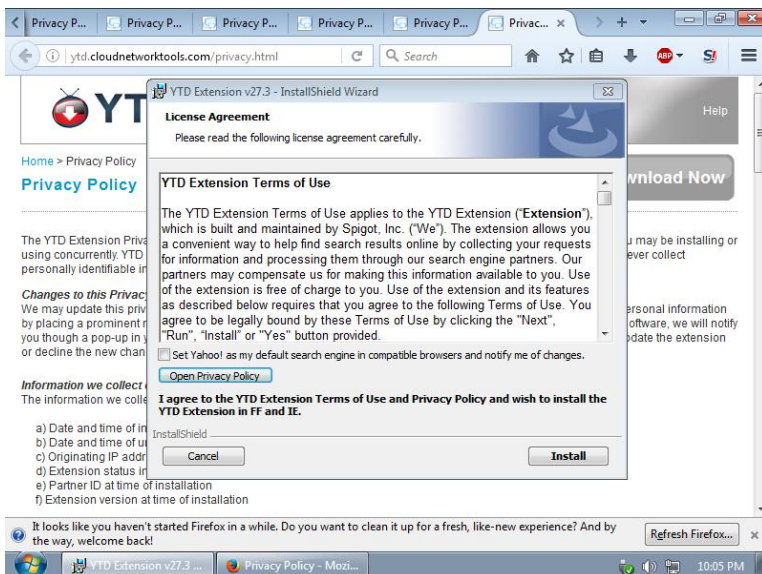 Privacy P...
Privacy P...
Privacy P...
Privacy P...
Privacy P...
Privac...
ytd.cloudnetworktools.com/privacy.html
Search
ABP
S!
YT
Help
Home > Privacy Policy
Privacy Policy
wnload Now
The YTD Extension Priva
u may be installing or
using concurrently. YTD
ever collect
personally identifiable in
Changes to this Privac
We may update this priv
ersonal information
by placing a prominent
oftware, we will notify
you though a pop-up in
pdate the extension
or decline the new chan
Information we collect
The information we colle
a) Date and time of in
b) Date and time of u
c) Originating IP addr
d) Extension status in
e) Partner ID at time of installation
f) Extension version at time of installation
YTD Extension v27.3 - InstallShield Wizard
License Agreement
Please read the following license agreement carefully.
YTD Extension Terms of Use
The YTD Extension Terms of Use applies to the YTD Extension (“Extension”),
which is built and maintained by Spigot, Inc. (“We”). The extension allows you
a convenient way to help find search results online by collecting your requests
for information and processing them through our search engine partners. Our
partners may compensate us for making this information available to you. Use
of the extension is free of charge to you. Use of the extension and its features
as described below requires that you agree to the following Terms of Use. You
agree to be legally bound by these Terms of Use by clicking the "Next",
"Run", “Install” or "Yes" button provided.
Set Yahoo! as my default search engine in compatible browsers and notify me of changes.
Open Privacy Policy
I agree to the YTD Extension Terms of Use and Privacy Policy and wish to install the
YTD Extension in FF and IE.
InstallShield
Cancel
Install
It looks like you haven't started Firefox in a while. Do you want to clean it up for a fresh, like-new experience? And by
the way, welcome back!
Refresh Firefox...
YTD Extension v27.3 ...
Privacy Policy - Mozi...
10:05 PM